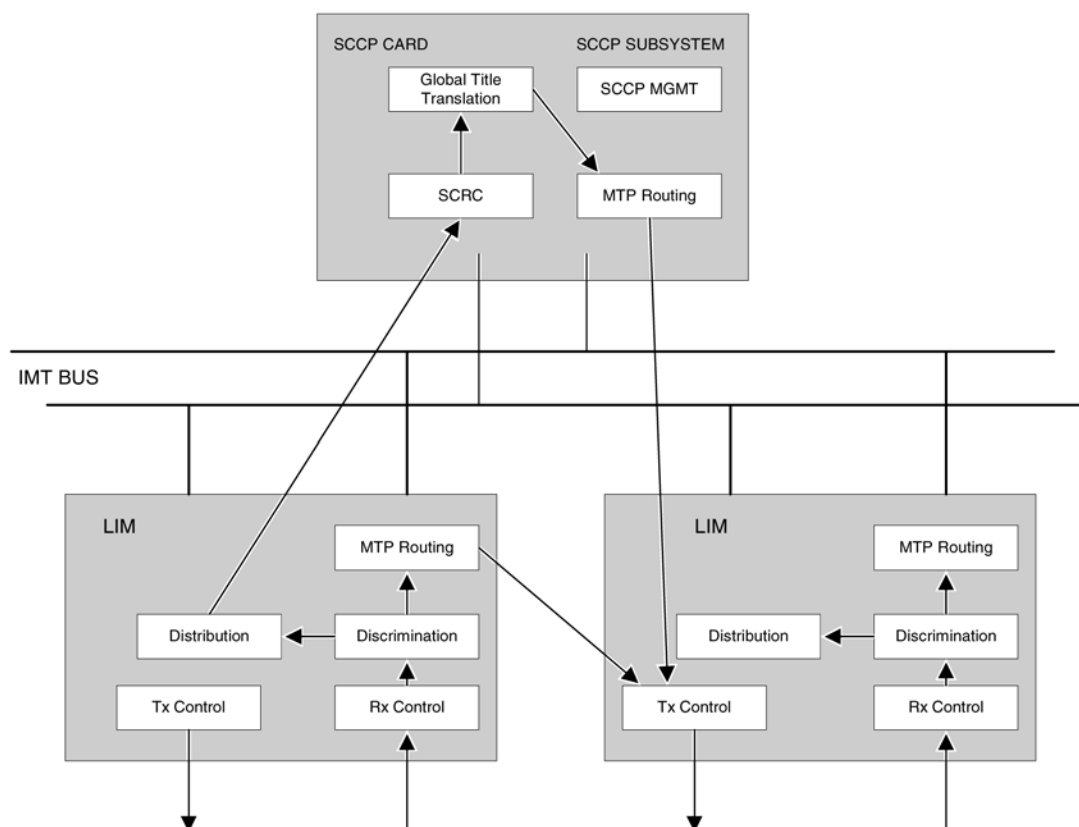 SCCP CARD
SCCP SUBSYSTEM
Global Title
Translation
SCCP MGMT
SCRC
MTP Routing
IMT BUS
LIM
MTP Routing
Distribution
Discrimination
Tx Control
Rx Control
LIM
MTP Routing
Distribution
Discrimination
Tx Control
Rx Control